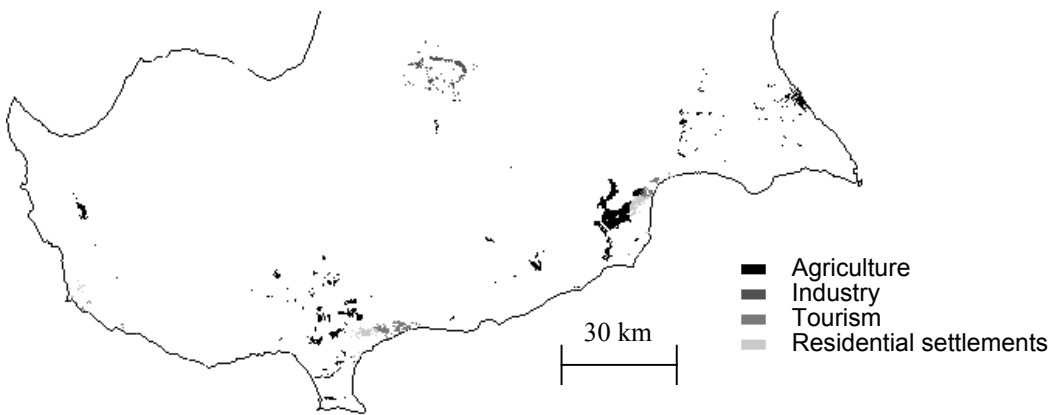 Agriculture
Industry
Tourism
Residential settlements
30 km